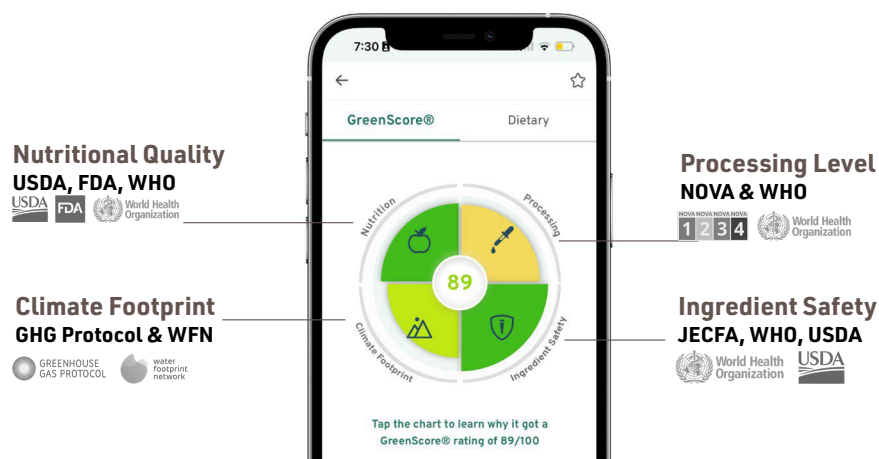 7:30
GreenScore®
Dietary
Nutritional Quality
USDA, FDA, WHO
USDA
FDA
World Health
Organization
Processing Level
NOVA & WHO
NOVA NOVA NOVA NOVA
1 2 3 4
World Health
Organization
Nutrition
Processing
89
Climate Footprint
Ingredient Safety
Climate Footprint
GHG Protocol & WFN
GREENHOUSE
GAS PROTOCOL
water
footprint
network
Ingredient Safety
JECFA, WHO, USDA
World Health
Organization
USDA
Tap the chart to learn why it got a
GreenScore® rating of 89/100